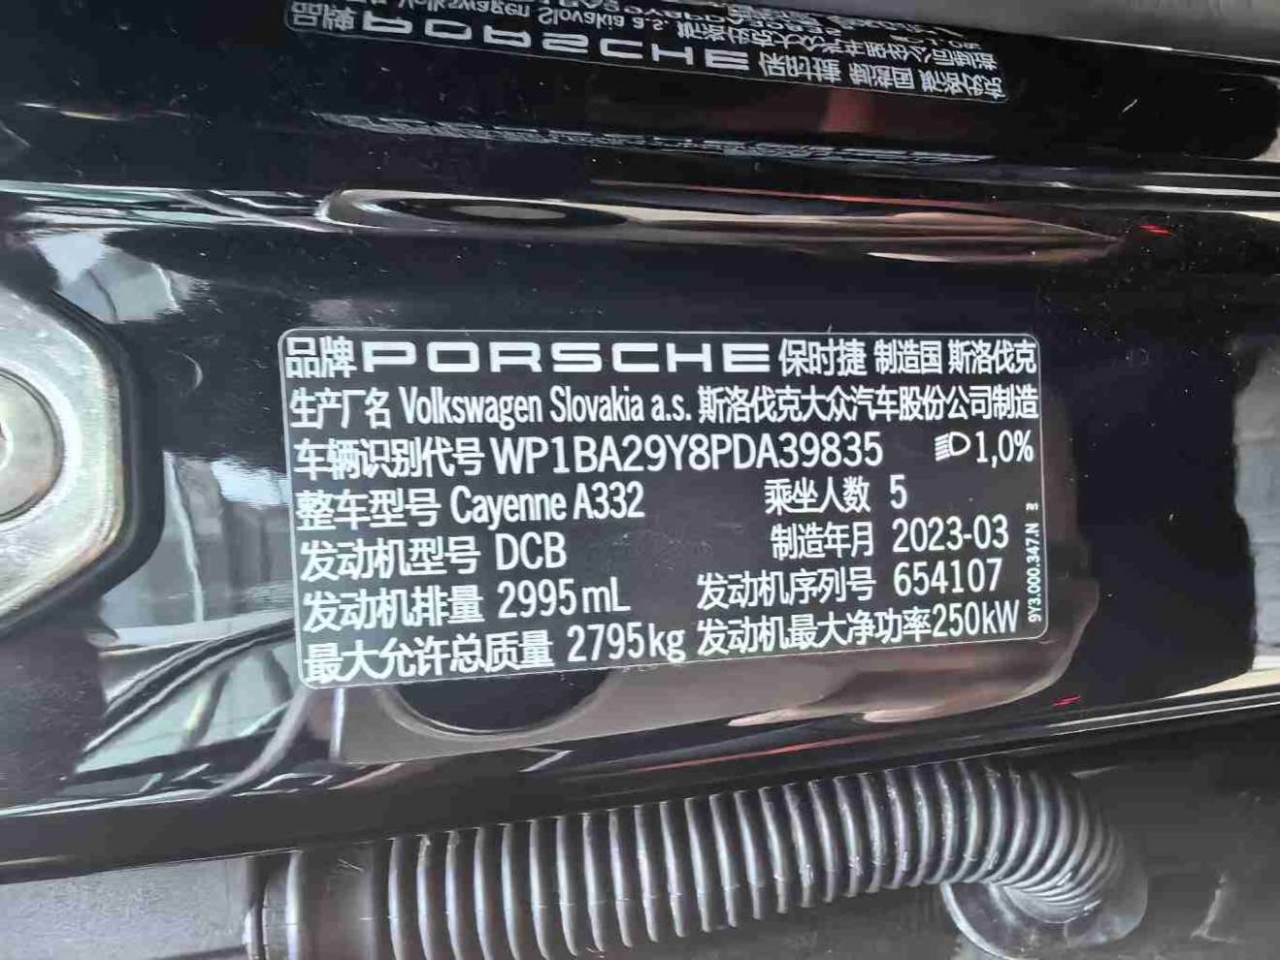 品牌 PORSCHE 保时捷 制造国 斯洛伐克
生产厂名 Volkswagen Slovakia a.s. 斯洛伐克大众汽车股份公司制造
车辆识别代号 WP1BA29Y8PDA39835 1,0%
整车型号 Cayenne A332 乘坐人数 5
发动机型号 DCB 制造年月 2023-03
发动机排量 2995mL 发动机序列号 654107
最大允许总质量 2795kg 发动机最大净功率250kW
9Y3.000.347.N